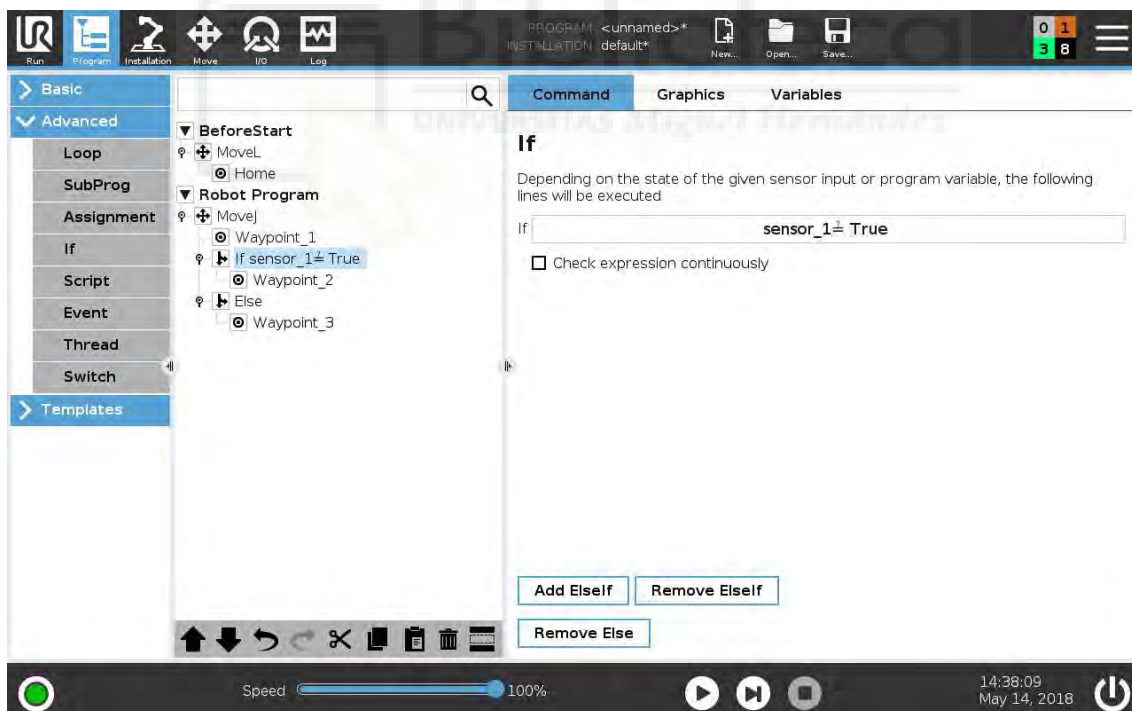 PROGRAM <unnamed>*
INSTALLATION default*
New...
Open...
Save...
0 1
3 8
Run
Program
Installation
Move
I/O
Log
Basic
Advanced
Loop
SubProg
Assignment
If
Script
Event
Thread
Switch
Templates
BeforeStart
MoveL
Home
Robot Program
MoveJ
Waypoint_1
If sensor_1≟ True
Waypoint_2
Else
Waypoint_3
Command
Graphics
Variables
UNIVERSITAS Miguel Hernández
If
Depending on the state of the given sensor input or program variable, the following
lines will be executed
If
sensor_1≟ True
Check expression continuously
Add ElseIf
Remove ElseIf
Remove Else
Speed
100%
14:38:09
May 14, 2018